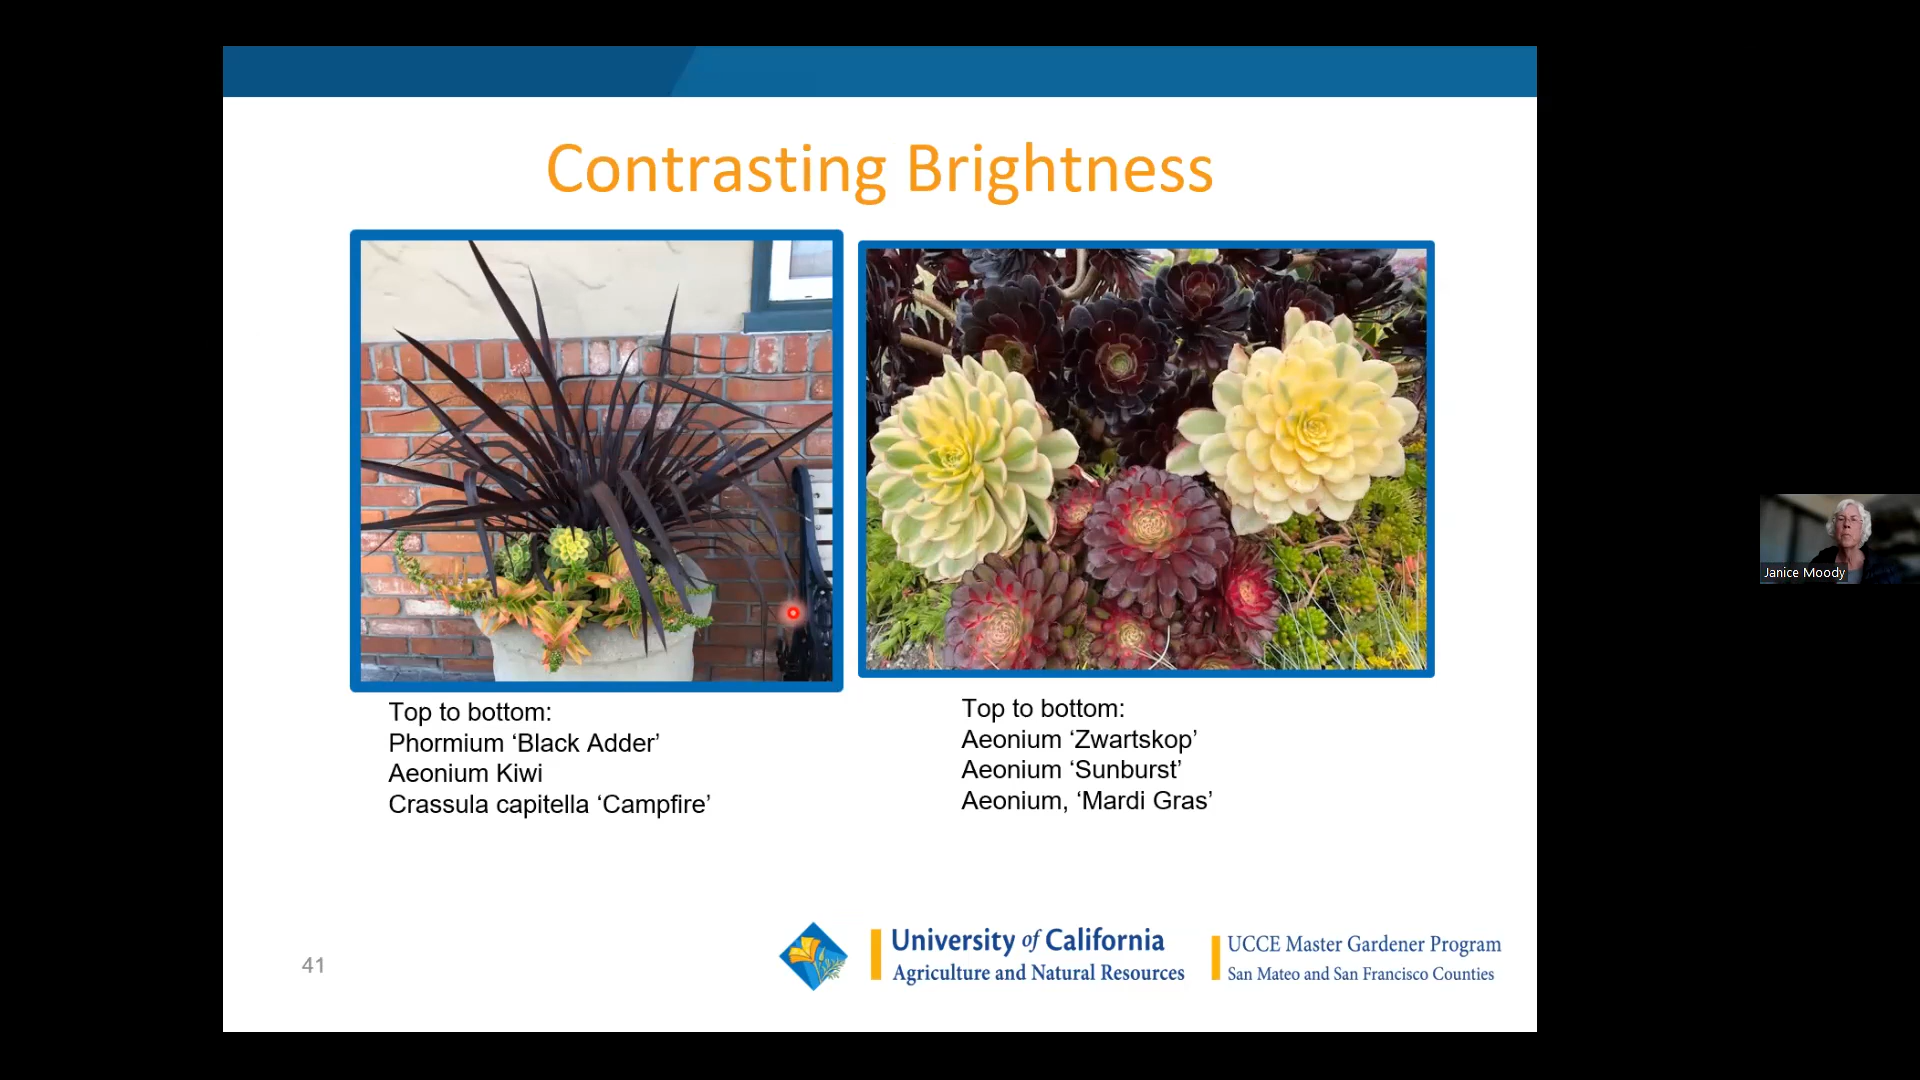 Contrasting Brightness
Top to bottom:
Phormium ‘Black Adder’
Aeonium Kiwi
Crassula capitella ‘Campfire’
Top to bottom:
Aeonium ‘Zwartskop’
Aeonium ‘Sunburst’
Aeonium, ‘Mardi Gras’
Janice Moody
41
University of California
Agriculture and Natural Resources
UCCE Master Gardener Program
San Mateo and San Francisco Counties